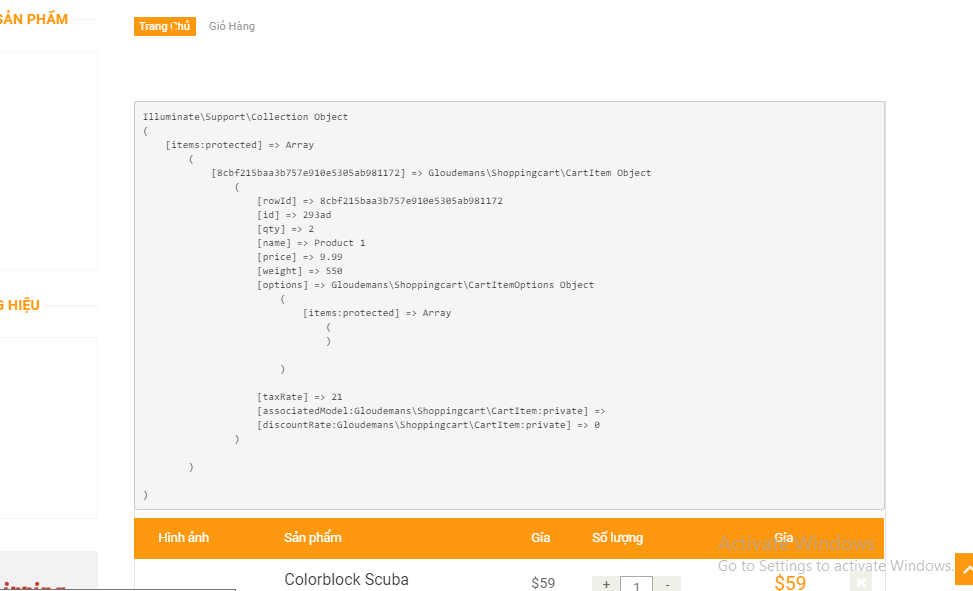 SẢN PHẨM
Trang Chủ Giỏ Hàng
Illuminate\Support\Collection Object
(
[items:protected] => Array
(
[8cbf215baa3b757e910e5305ab981172] => Gloudemans\Shoppingcart\CartItem Object
(
[rowId] => 8cbf215baa3b757e910e5305ab981172
[id] => 293ad
[qty] => 2
[name] => Product 1
[price] => 9.99
[weight] => 550
[options] => Gloudemans\Shoppingcart\CartItemOptions Object
(
[items:protected] => Array
(
)
)
[taxRate] => 21
[associatedModel:Gloudemans\Shoppingcart\CartItem:private] =>
[discountRate:Gloudemans\Shoppingcart\CartItem:private] => 0
)
)
)
G HIỆU
Hình ảnh Sản phẩm Gía Số lượng Gía
Colorblock Scuba $59 + 1 - $59
Activate Windows
Go to Settings to activate Windows.